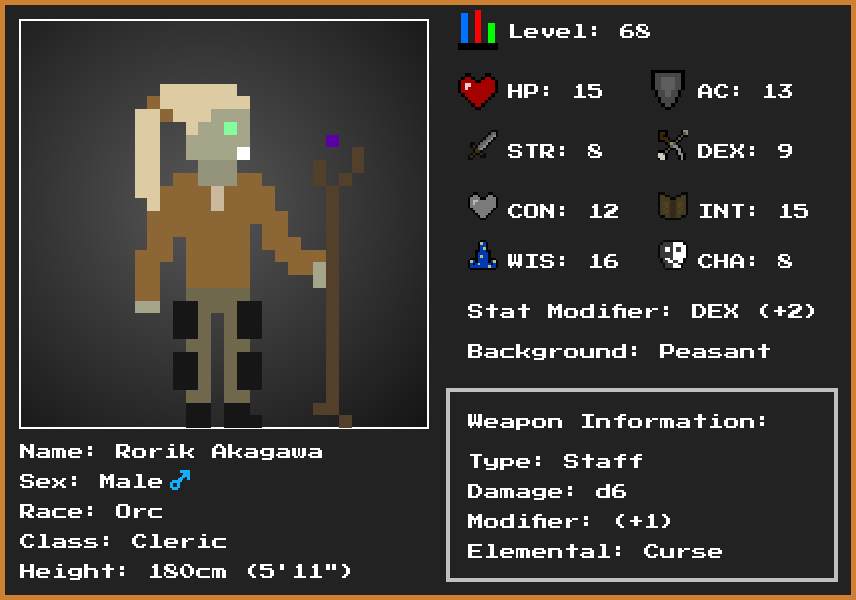 Level: 68
HP: 15
AC: 13
STR: 8
DEX: 9
CON: 12
INT: 15
WIS: 16
CHA: 8
Stat Modifier: DEX (+2)
Background: Peasant
Weapon Information:
Type: Staff
Damage: d6
Modifier: (+1)
Elemental: Curse
Name: Rorik Akagawa
Sex: Male ♂
Race: Orc
Class: Cleric
Height: 180cm (5'11")